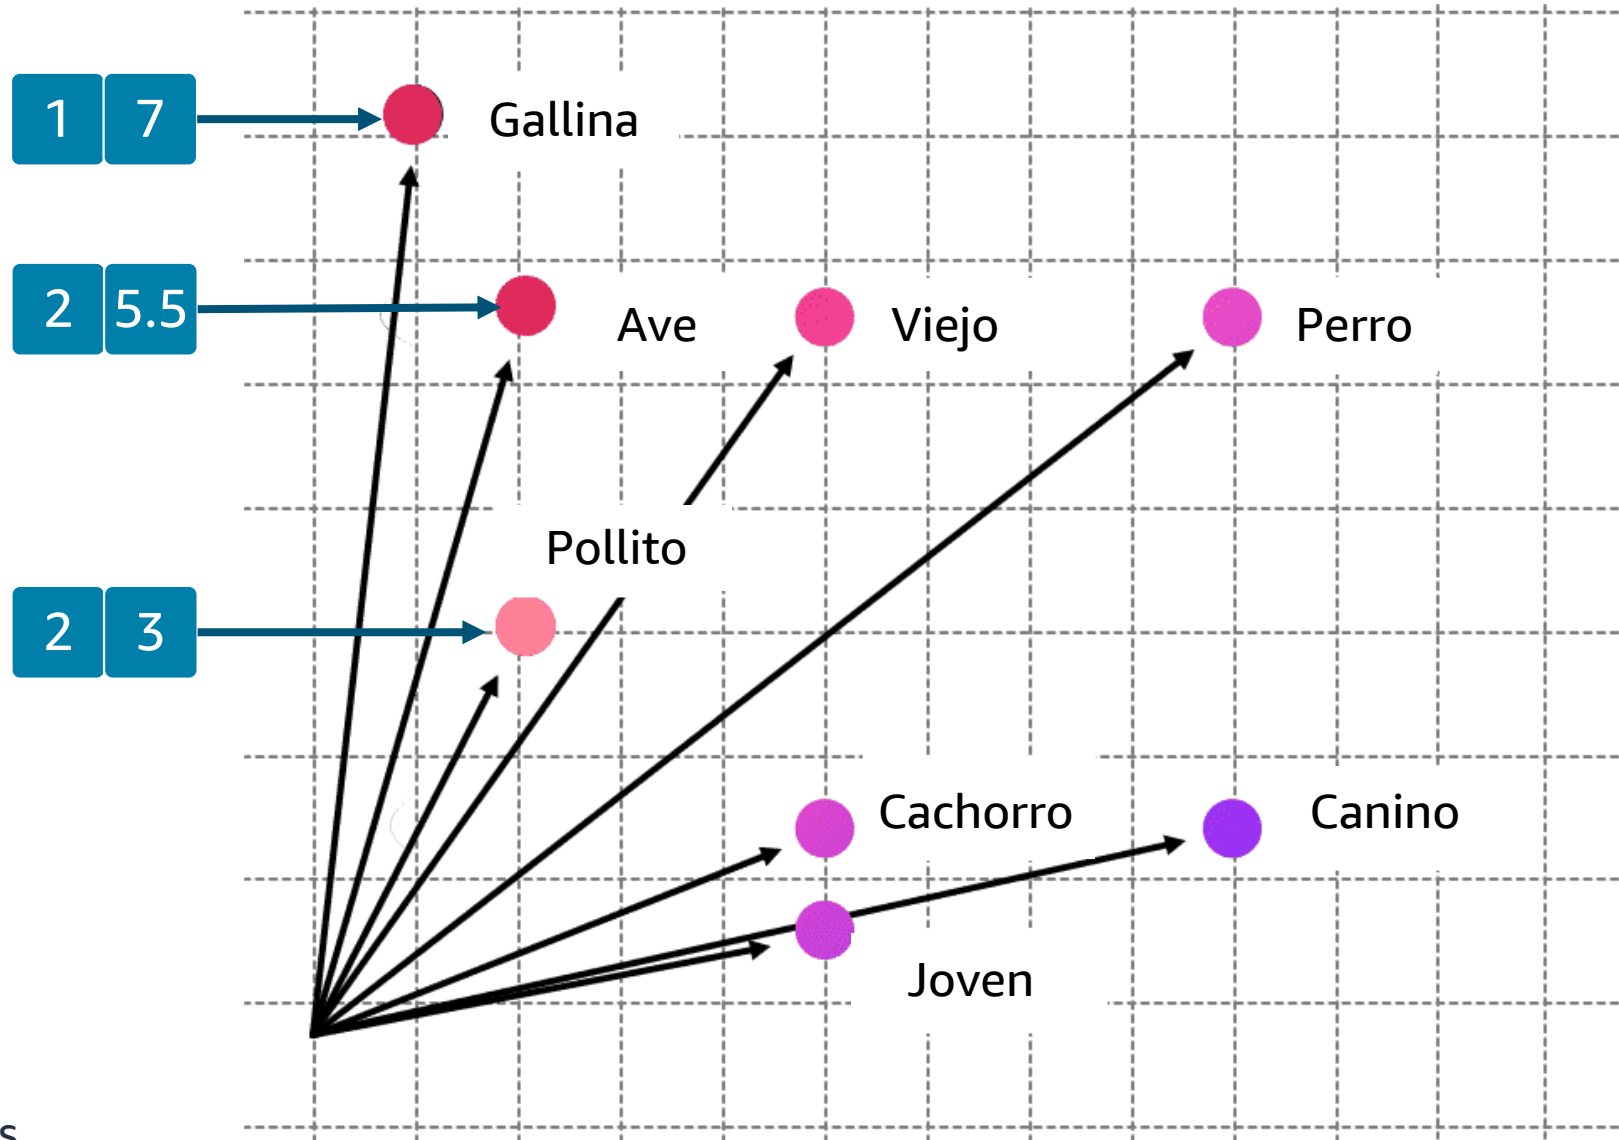 1 7
Gallina
2 5.5
Ave
Viejo
Perro
Pollito
2 3
Cachorro
Canino
Joven
s